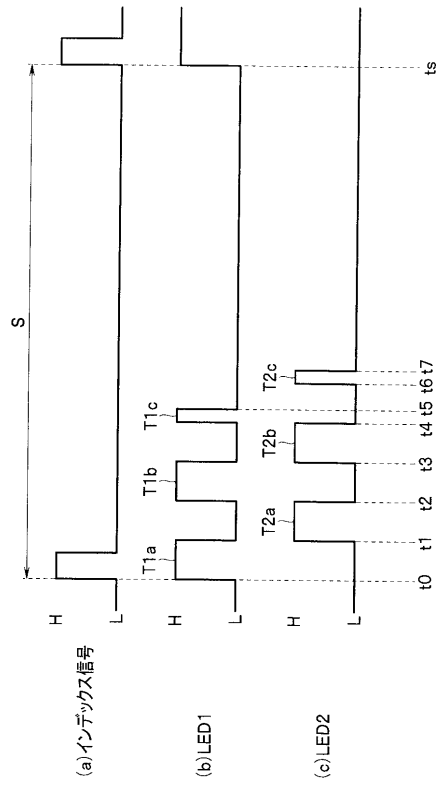 S
(a)インデックス信号
H
L
(b)LED1
H
L
T1a
T1b
T1c
(c)LED2
H
L
T2a
T2b
T2c
t0
t1
t2
t3
t4
t5
t6
t7
ts